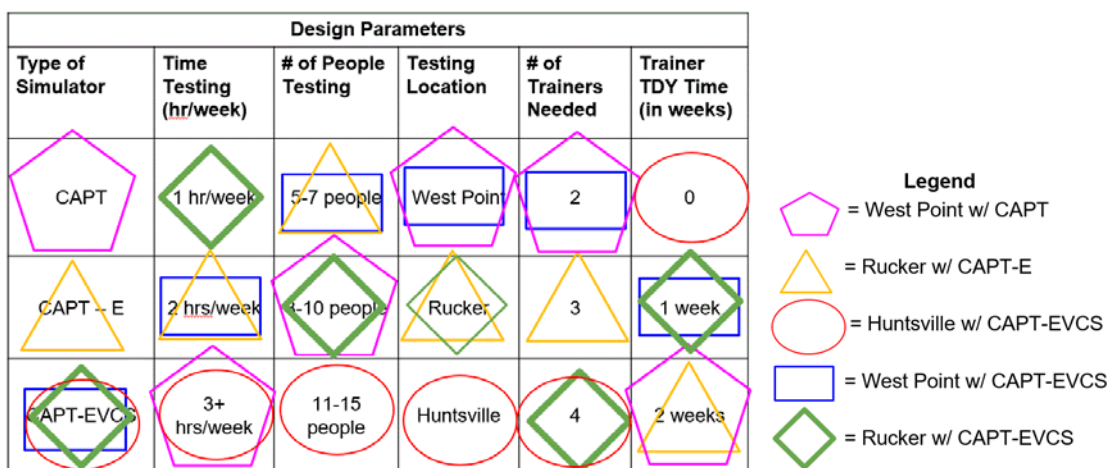 Design Parameters
Type of
Simulator
Time
Testing
(hr/week)
# of People
Testing
Testing
Location
# of
Trainers
Needed
Trainer
TDY Time
(in weeks)
CAPT
1 hr/week
5-7 people
West Point
2
0
CAPT – E
2 hrs/week
8-10 people
Rucker
3
1 week
CAPT-EVCS
3+
hrs/week
11-15
people
Huntsville
4
2 weeks
Legend
= West Point w/ CAPT
= Rucker w/ CAPT-E
= Huntsville w/ CAPT-EVCS
= West Point w/ CAPT-EVCS
= Rucker w/ CAPT-EVCS